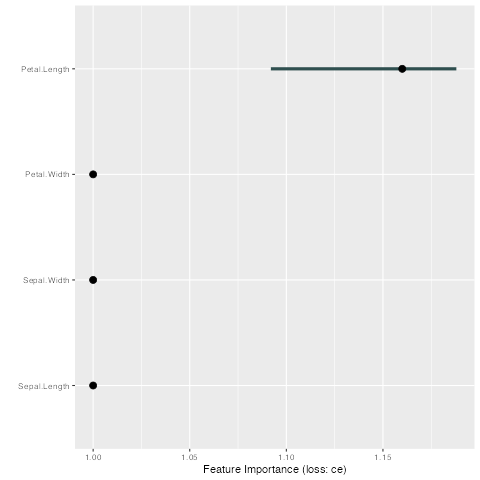 Petal.Length
Petal.Width
Sepal.Width
Sepal.Length
1.00 1.05 1.10 1.15
Feature Importance (loss: ce)